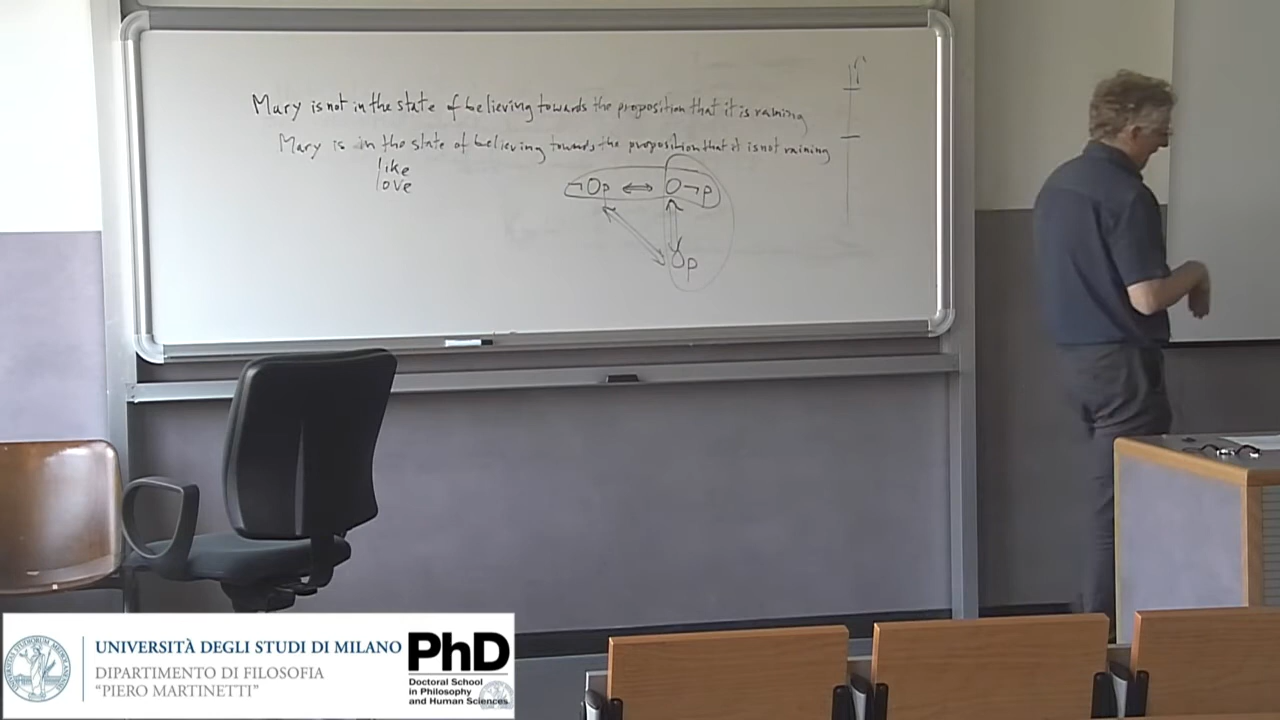 Mary is not in the state of believing towards the proposition that it is raining
Mary is in the state of believing towards the proposition that it is not raining
like
love
¬Op ⟺ O¬p
Op
UNIVERSITÀ DEGLI STUDI DI MILANO
DIPARTIMENTO DI FILOSOFIA
"PIERO MARTINETTI"
PhD
Doctoral School
in Philosophy
and Human Sciences